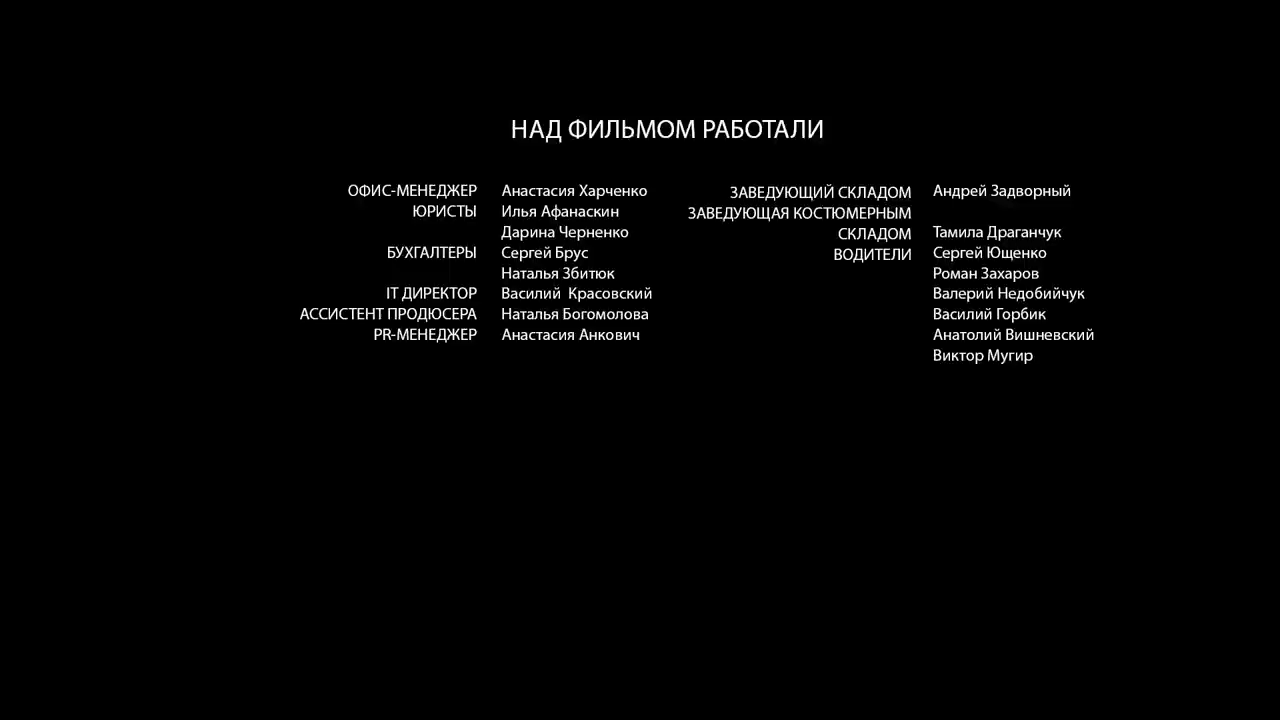 НАД ФИЛЬМОМ РАБОТАЛИ
ОФИС-МЕНЕДЖЕР Анастасия Харченко
ЮРИСТЫ Илья Афанаскин
Дарина Черненко
БУХГАЛТЕРЫ Сергей Брус
Наталья Збитюк
IT ДИРЕКТОР Василий Красовский
АССИСТЕНТ ПРОДЮСЕРА Наталья Богомолова
PR-МЕНЕДЖЕР Анастасия Анкович
ЗАВЕДУЮЩИЙ СКЛАДОМ Андрей Задворный
ЗАВЕДУЮЩАЯ КОСТЮМЕРНЫМ
СКЛАДОМ Тамила Драганчук
ВОДИТЕЛИ Сергей Ющенко
Роман Захаров
Валерий Недобийчук
Василий Горбик
Анатолий Вишневский
Виктор Мугир